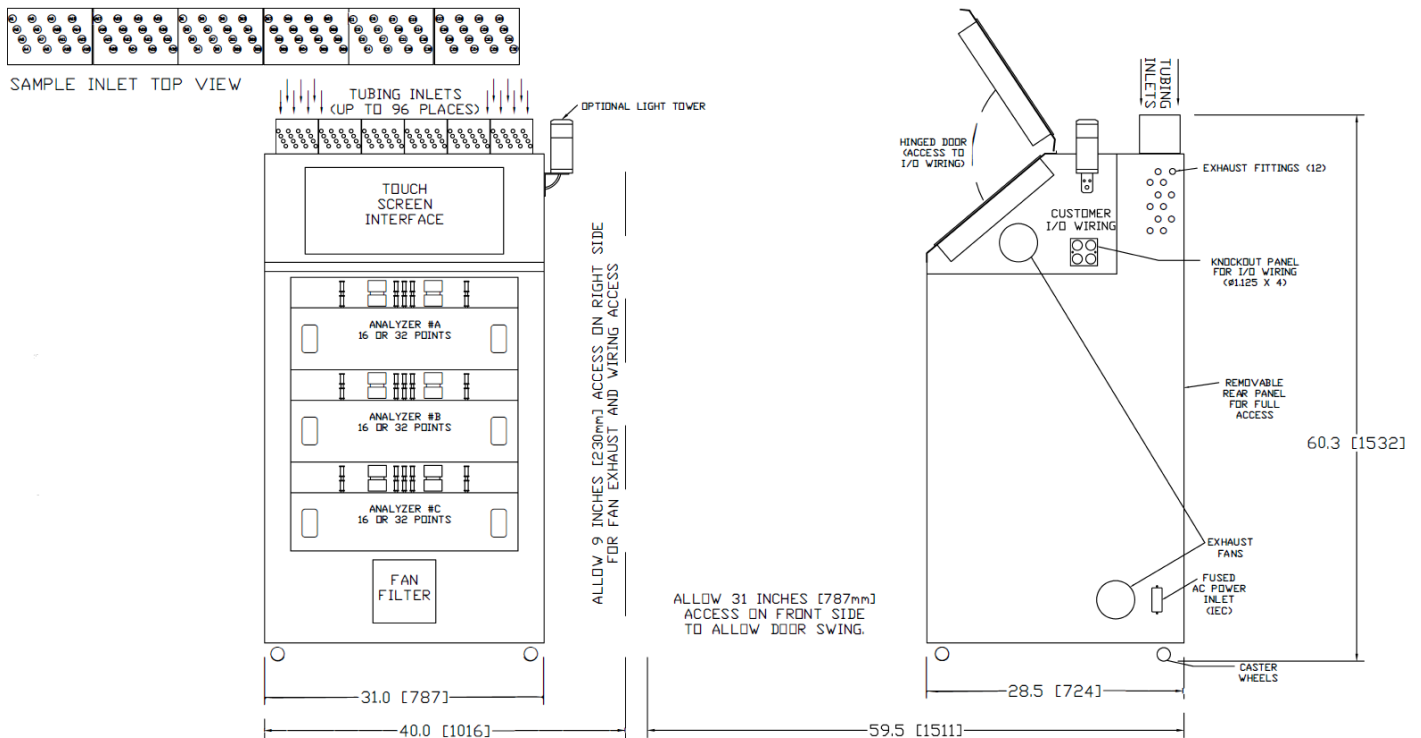 SAMPLE INLET TOP VIEW
TUBING INLETS
(UP TO 96 PLACES)
OPTIONAL LIGHT TOWER
TOUCH
SCREEN
INTERFACE
ANALYZER #A
16 OR 32 POINTS
ANALYZER #B
16 OR 32 POINTS
ANALYZER #C
16 OR 32 POINTS
FAN
FILTER
31.0 [787]
40.0 [1016]
ALLOW 9 INCHES [230mm] ACCESS ON RIGHT SIDE
FOR FAN EXHAUST AND WIRING ACCESS
ALLOW 31 INCHES [787mm]
ACCESS ON FRONT SIDE
TO ALLOW DOOR SWING.
HINGED DOOR
(ACCESS TO
I/O WIRING)
TUBING
INLETS
EXHAUST FITTINGS (12)
CUSTOMER
I/O WIRING
KNOCKOUT PANEL
FOR I/O WIRING
(ø1.125 X 4)
REMOVABLE
REAR PANEL
FOR FULL
ACCESS
60.3 [1532]
EXHAUST
FANS
FUSED
AC POWER
INLET
(IEC)
CASTER
WHEELS
28.5 [724]
59.5 [1511]